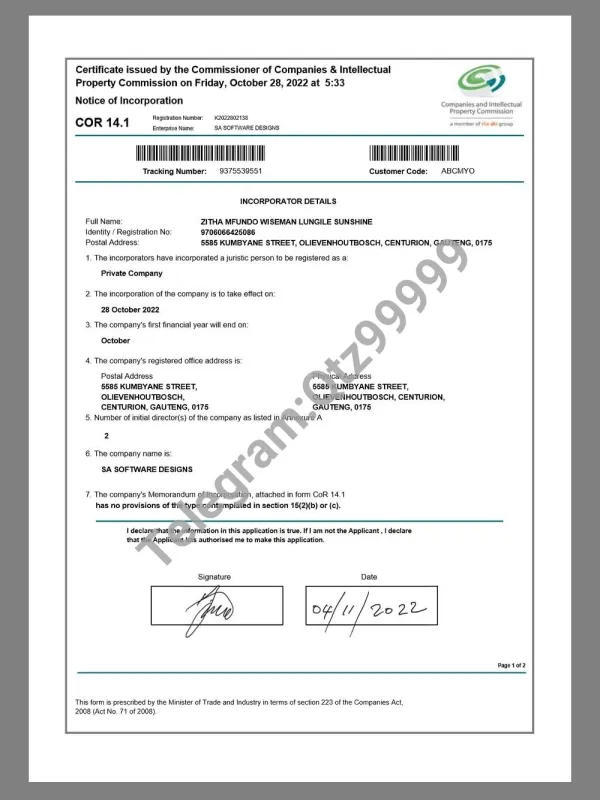 Certificate issued by the Commissioner of Companies & Intellectual
Property Commission on Friday, October 28, 2022 at 5:33
Notice of Incorporation
COR 14.1
Registration Number: K2022802138
Enterprise Name: SA SOFTWARE DESIGNS
Companies and Intellectual
Property Commission
a member of the dti group
Tracking Number: 9375539551
Customer Code: ABCMYO
INCORPORATOR DETAILS
Full Name: ZITHA MFUNDO WISEMAN LUNGILE SUNSHINE
Identity / Registration No: 9706066425086
Postal Address: 5585 KUMBYANE STREET, OLIEVENHOUTBOSCH, CENTURION, GAUTENG, 0175
1. The incorporators have incorporated a juristic person to be registered as a:
Private Company
2. The incorporation of the company is to take effect on:
28 October 2022
3. The company's first financial year will end on:
October
4. The company's registered office address is:
Postal Address
5585 KUMBYANE STREET,
OLIEVENHOUTBOSCH,
CENTURION, GAUTENG, 0175
Physical Address
5585 KUMBYANE STREET,
OLIEVENHOUTBOSCH, CENTURION,
GAUTENG, 0175
5. Number of initial director(s) of the company as listed in Annexure A
2
6. The company name is:
SA SOFTWARE DESIGNS
7. The company's Memorandum of Incorporation, attached in form CoR 14.1
has no provisions of the type contemplated in section 15(2)(b) or (c).
I declare that the information in this application is true. If I am not the Applicant , I declare
that the Applicant has authorised me to make this application.
Signature
Date
04/11/2022
Page 1 of 2
This form is prescribed by the Minister of Trade and Industry in terms of section 223 of the Companies Act,
2008 (Act No. 71 of 2008).
Telegram:Qtz99999